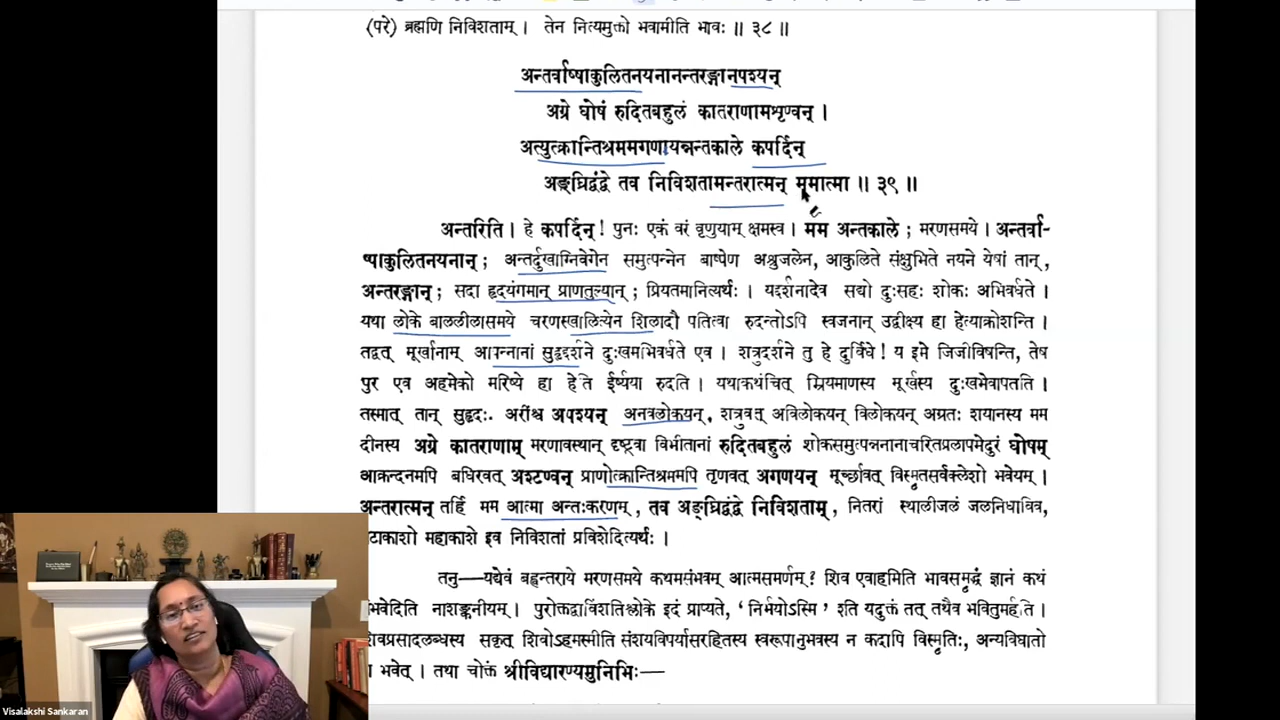 (परे) ब्रह्मणि निविशताम् । तेन नित्यमुक्तो भवामीति भावः ॥ ३८ ॥
अन्तर्वाष्पाकुलितनयनानन्तरङ्गानपश्यन्
अग्रे घोषं रुदितबहुलं कातराणामशृण्वन् ।
अत्युत्क्रान्तिश्रममगणायन्नन्तकाले कपर्दिन्
अङ्घ्रिद्वंद्वे तव निविशतामन्तरात्मन् ममात्मा ॥ ३९ ॥
अन्तरिति । हे कपर्दिन् ! पुनः एकं वरं वृणुयाम् क्षमस्व । मम अन्तकाले ; मरणसमये । अन्तर्वा-
ष्पाकुलितनयनान् ; अन्तर्दुखाग्निवेगेन समुत्पन्नेन बाष्पेण अश्रुजलेन, आकुलिते संक्षुभिते नयने येषां तान् ,
अन्तरङ्गान् ; सदा हृदयंगमान् प्राणतुल्यान् ; प्रियतमानित्यर्थः । यद्दर्शनादेव सद्यो दुःसहः शोकः अभिवर्धते ।
यथा लोके बाललीलासमये चरणस्खालित्येन शिलादौ पतित्वा रुदन्तोऽपि स्वजनान् उद्वीक्ष्य हा हेत्याक्रोशन्ति ।
तद्वत् मूर्खानाम् आपन्नानां सुहृद्दर्शने दुःखमभिवर्धते एव । शत्रुदर्शने तु हे दुर्विधे ! य इमे जिजीविषन्ति, तेष
पुर एव अहमेको मरिष्ये हा हेति ईर्ष्यया रुदति । यथाकथंचित् म्रियमाणस्य मूर्खस्य दुःखमेवापतति ।
तस्मात् तान् सुहृदः. अरींश्च अपश्यन् अनवलोकयन्, शत्रुवत् अविलोकयन् विलोकयन् अग्रतः शयानस्य मम
दीनस्य अग्रे कातराणाम् मरणावस्थान् दृष्ट्वा विभीतानां रुदितबहुलं शोकसमुत्पन्ननानाचरितप्रलापमेदुरं घोषम्
आक्रन्दनमपि बधिरवत् अश्टण्वन् प्राणोत्क्रान्तिश्रममपि तृणवत् अगणयन् मूर्च्छावत् विस्मृतसर्वक्लेशो भवेयम् ।
अन्तरात्मन् तर्हि मम आत्मा अन्तःकरणम्, तव अङ्घ्रिद्वंद्वे निविशताम्, नितरां स्थालीजलं जलनिधाविव,
टाकाशो महाकाशे इव निविशतां प्रविशेदित्यर्थः ।
तनु—यद्येवं बह्वन्तराये मरणसमये कथमसंभवम् आत्मसमर्णम् ? शिव एवाहमिति भावसमृद्धं ज्ञानं कथं
भवेदिति नाशङ्कनीयम् । पुरोक्तद्वाविंशतिश्लोके इदं प्राप्यते, 'निर्भयोऽस्मि' इति यदुक्तं तत् तथैव भवितुमर्हति ।
शिवप्रसादलब्धस्य सकृत् शिवोऽहमस्मीति संशयविपर्यासरहितस्य स्वरूपानुभवस्य न कदापि विस्मृतिः, अन्यविघातो
भवेत् । तथा चोक्तं श्रीविद्यारण्यमुनिभिः—
Visalakshi Sankaran